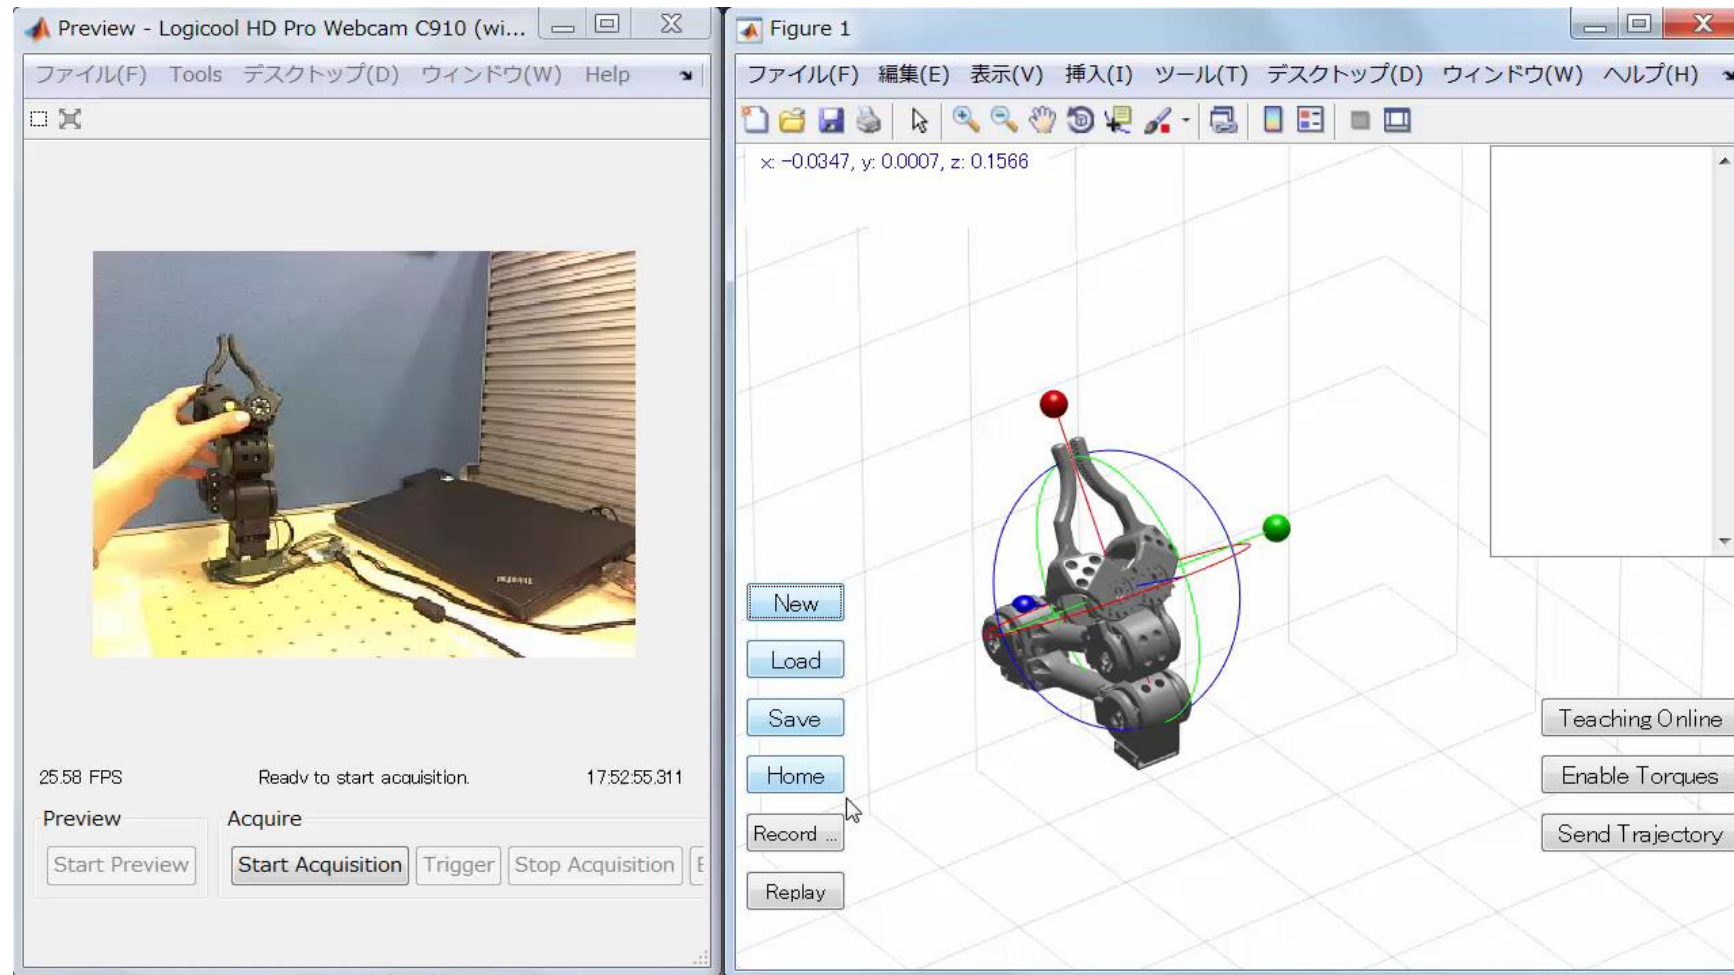 Preview - Logicool HD Pro Webcam C910 (wi...
ファイル(F) Tools デスクトップ(D) ウィンドウ(W) Help
25.58 FPS
Ready to start acquisition.
17:52:55.311
Preview
Start Preview
Acquire
Start Acquisition
Trigger
Stop Acquisition
Figure 1
ファイル(F) 編集(E) 表示(V) 挿入(I) ツール(T) デスクトップ(D) ウィンドウ(W) ヘルプ(H)
x: -0.0347, y: 0.0007, z: 0.1566
New
Load
Save
Home
Record ...
Replay
Teaching Online
Enable Torques
Send Trajectory